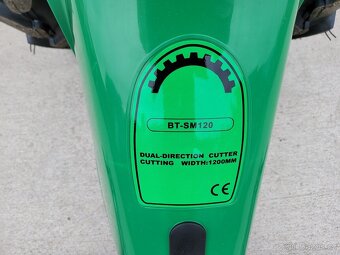 BT-SM120
DUAL-DIRECTION CUTTER
CUTTING WIDTH:1200MM
CE